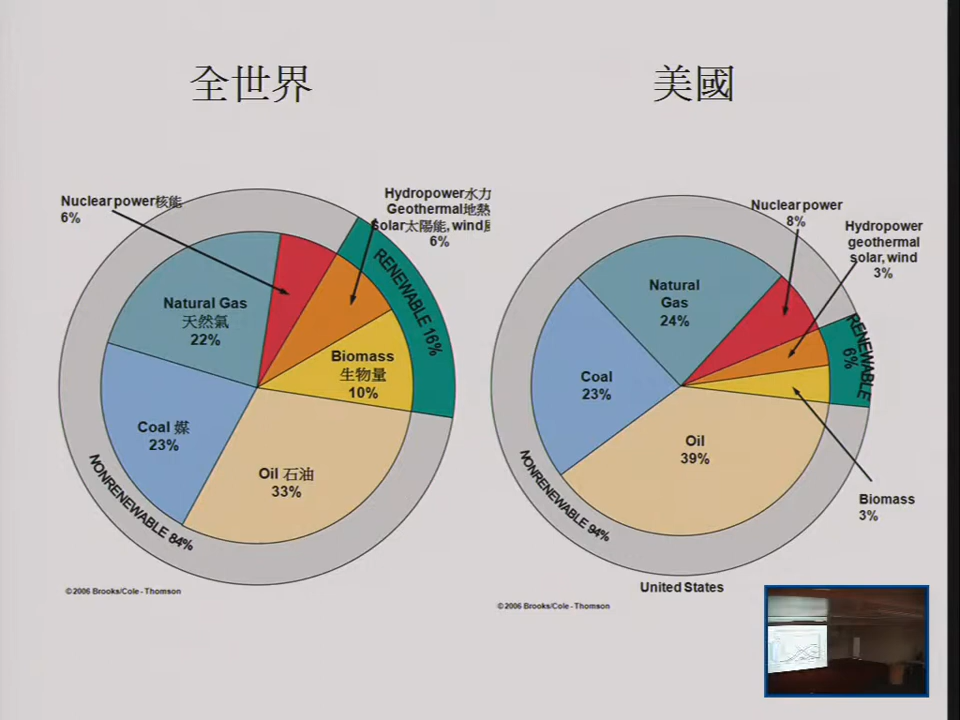 全世界
美國
Nuclear power核能
6%
Hydropower水力
Geothermal地熱
Solar太陽能, wind
6%
RENEWABLE 16%
Natural Gas
天然氣
22%
Biomass
生物量
10%
Coal 媒
23%
Oil 石油
33%
NONRENEWABLE 84%
©2006 Brooks/Cole - Thomson
Nuclear power
8%
Hydropower
geothermal
solar, wind
3%
RENEWABLE
6%
Natural
Gas
24%
Coal
23%
Oil
39%
Biomass
3%
NONRENEWABLE 94%
United States
©2006 Brooks/Cole - Thomson